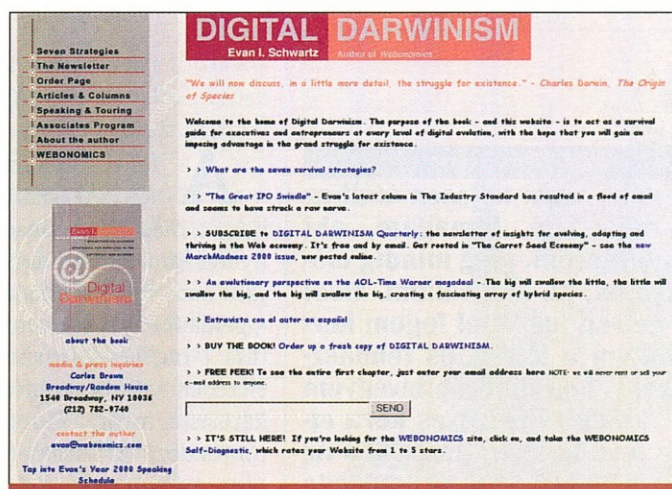 DIGITAL DARWINISM
Evan I. Schwartz Author of Webonomics
Seven Strategies
The Newsletter
Order Page
Articles & Columns
Speaking & Touring
Associates Program
About the author
WEBONOMICS
Evan I.
@
Digital
Darwinism
about the book
media & press inquiries
Carlos Brown
Broadway/Random House
1540 Broadway, NY 10036
(212) 782-9740
contact the author
evan@webonomics.com
Tap into Evan's Year 2000 Speaking
Schedule
"We will now discuss, in a little more detail, the struggle for existence." - Charles Darwin, The Origin
of Species
Welcome to the home of Digital Darwinism. The purpose of the book - and this website - is to act as a survival
guide for executives and entrepreneurs at every level of digital evolution, with the hope that you will gain an
imposing advantage in the grand struggle for existence.
> > What are the seven survival strategies?
> > "The Great IPO Swindle" - Evan's latest column in The Industry Standard has resulted in a flood of email
and seems to have struck a raw nerve.
> > SUBSCRIBE to DIGITAL DARWINISM Quarterly: the newsletter of insights for evolving, adapting and
thriving in the Web economy. It's free and by email. Get rooted in "The Carrot Seed Economy" - see the new
MarchMadness 2000 issue, now posted online.
> > An evolutionary perspective on the AOL-Time Warner megadeal - The big will swallow the little, the little will
swallow the big, and the big will swallow the big, creating a fascinating array of hybrid species.
> > Entrevista con el autor en español
> > BUY THE BOOK! Order up a fresh copy of DIGITAL DARWINISM.
> > FREE PEEK! To see the entire first chapter, just enter your email address here NOTE: we will never rent or sell your
e-mail address to anyone.
SEND
> > IT'S STILL HERE! If you're looking for the WEBONOMICS site, click on, and take the WEBONOMICS
Self-Diagnostic, which rates your Website from 1 to 5 stars.